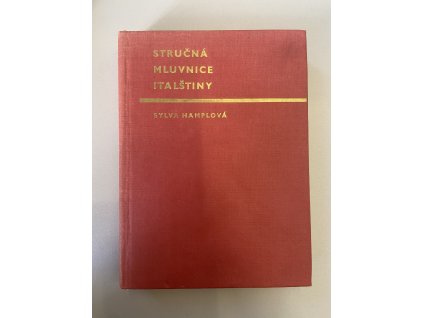 STRUČNÁ
MLUVNICE
ITALŠTINY
SYLVA HAMPLOVÁ